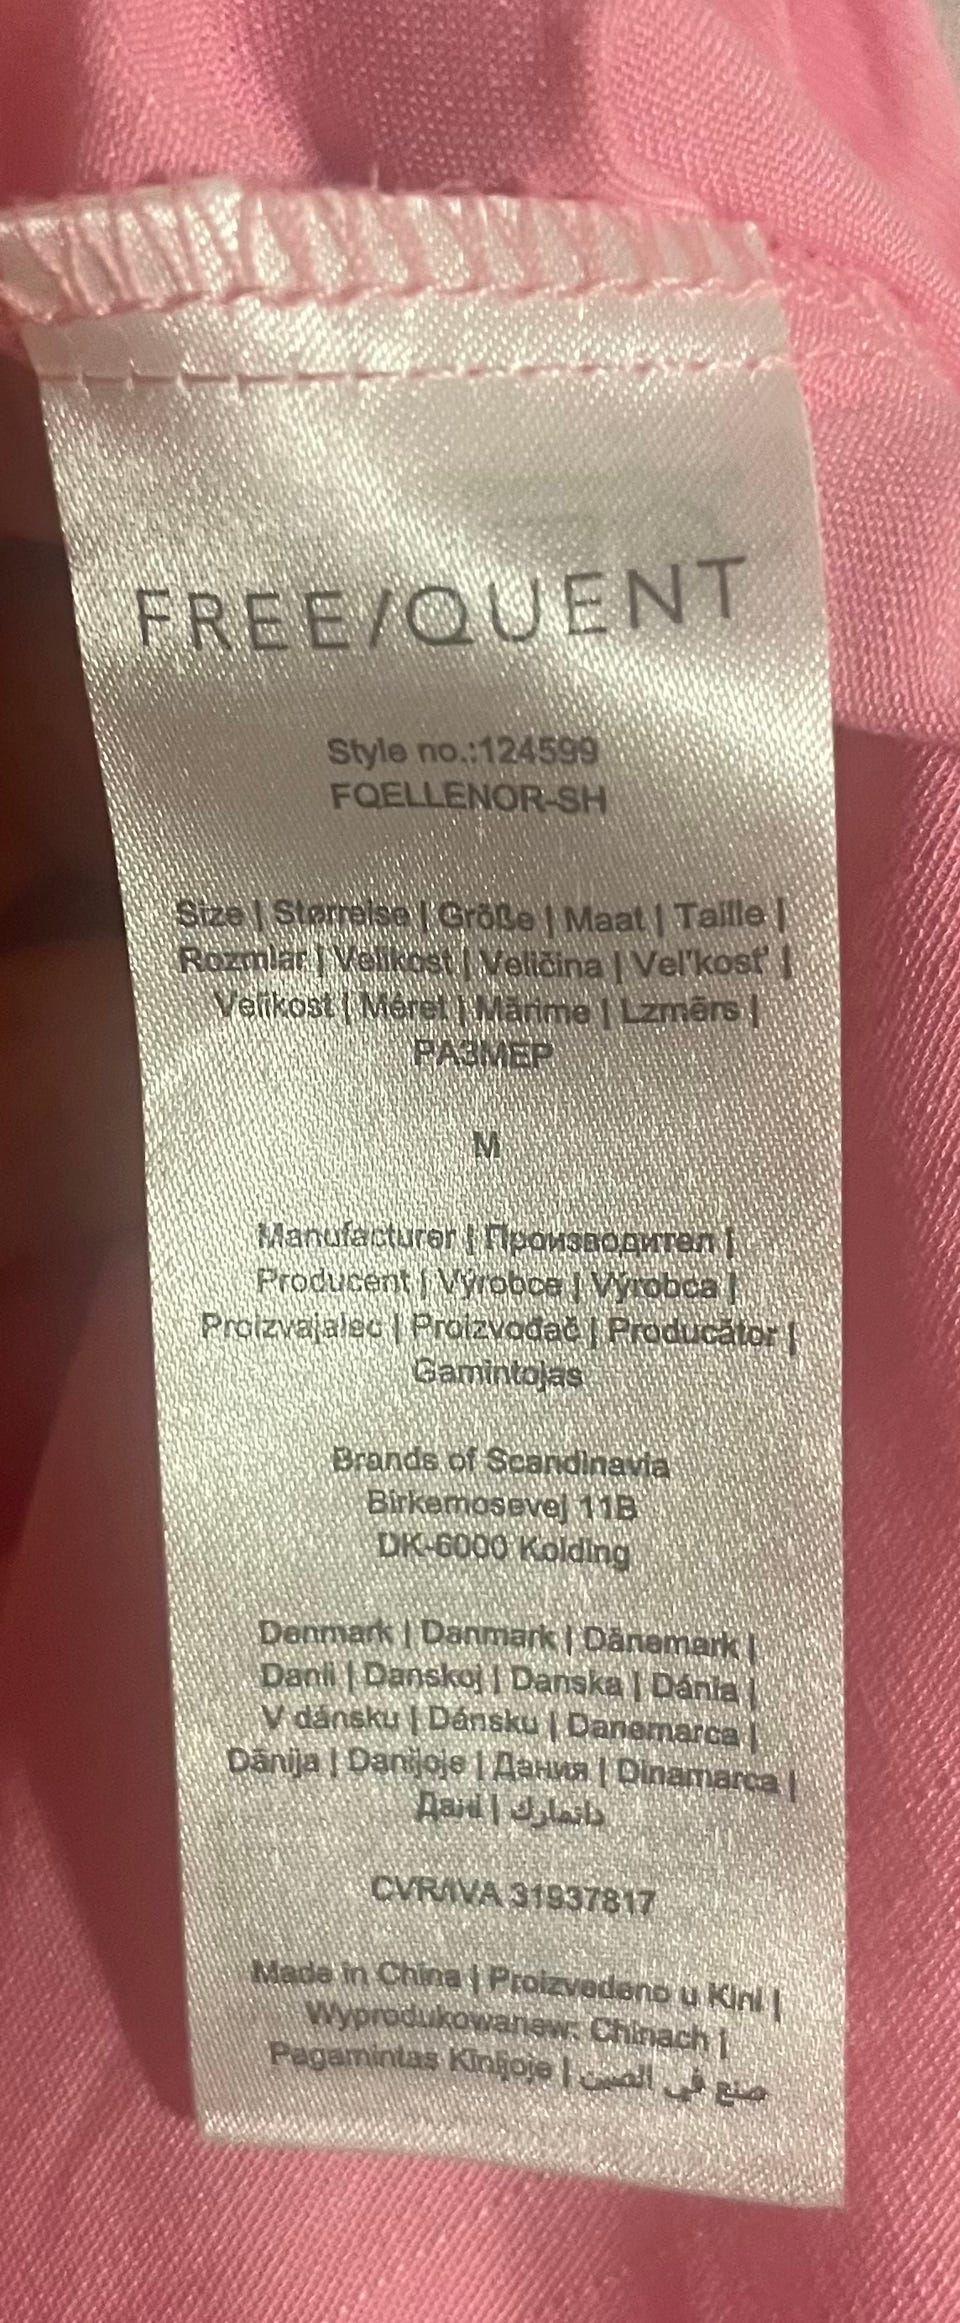 FREE/QUENT
Style no.:124599
FQELLENOR-SH
Size | Størrelse | Größe | Maat | Taille |
Rozmiar | Velikost | Veličina | Vel'kosť |
Velikost | Méret | Mărime | Lzmērs |
РАЗМЕР
M
Manufacturer | Производител |
Producent | Výrobce | Výrobca |
Proizvajalec | Proizvođač | Producător |
Gamintojas
Brands of Scandinavia
Birkemosevej 11B
DK-6000 Kolding
Denmark | Danmark | Dänemark |
Danii | Danskoj | Danska | Dánia |
V dánsku | Dánsku | Danemarca |
Dānija | Danijoje | Дания | Dinamarca |
Дані | دانمارك
CVR/IVA 31937817
Made in China | Proizvedeno u Kini |
Wyprodukowanew: Chinach |
Pagamintas Kinijoje | صنع في الصين